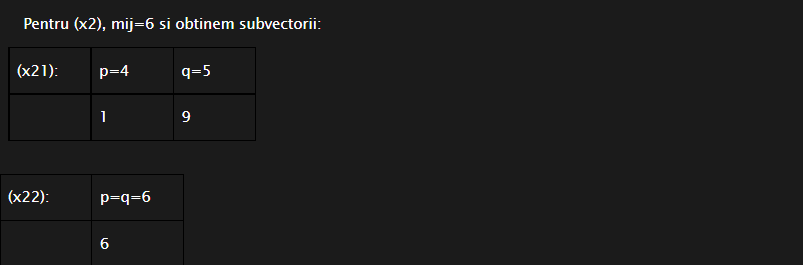 Pentru (x2), mij=6 si obtinem subvectorii:
(x21): p=4 q=5
1 9
(x22): p=q=6
6